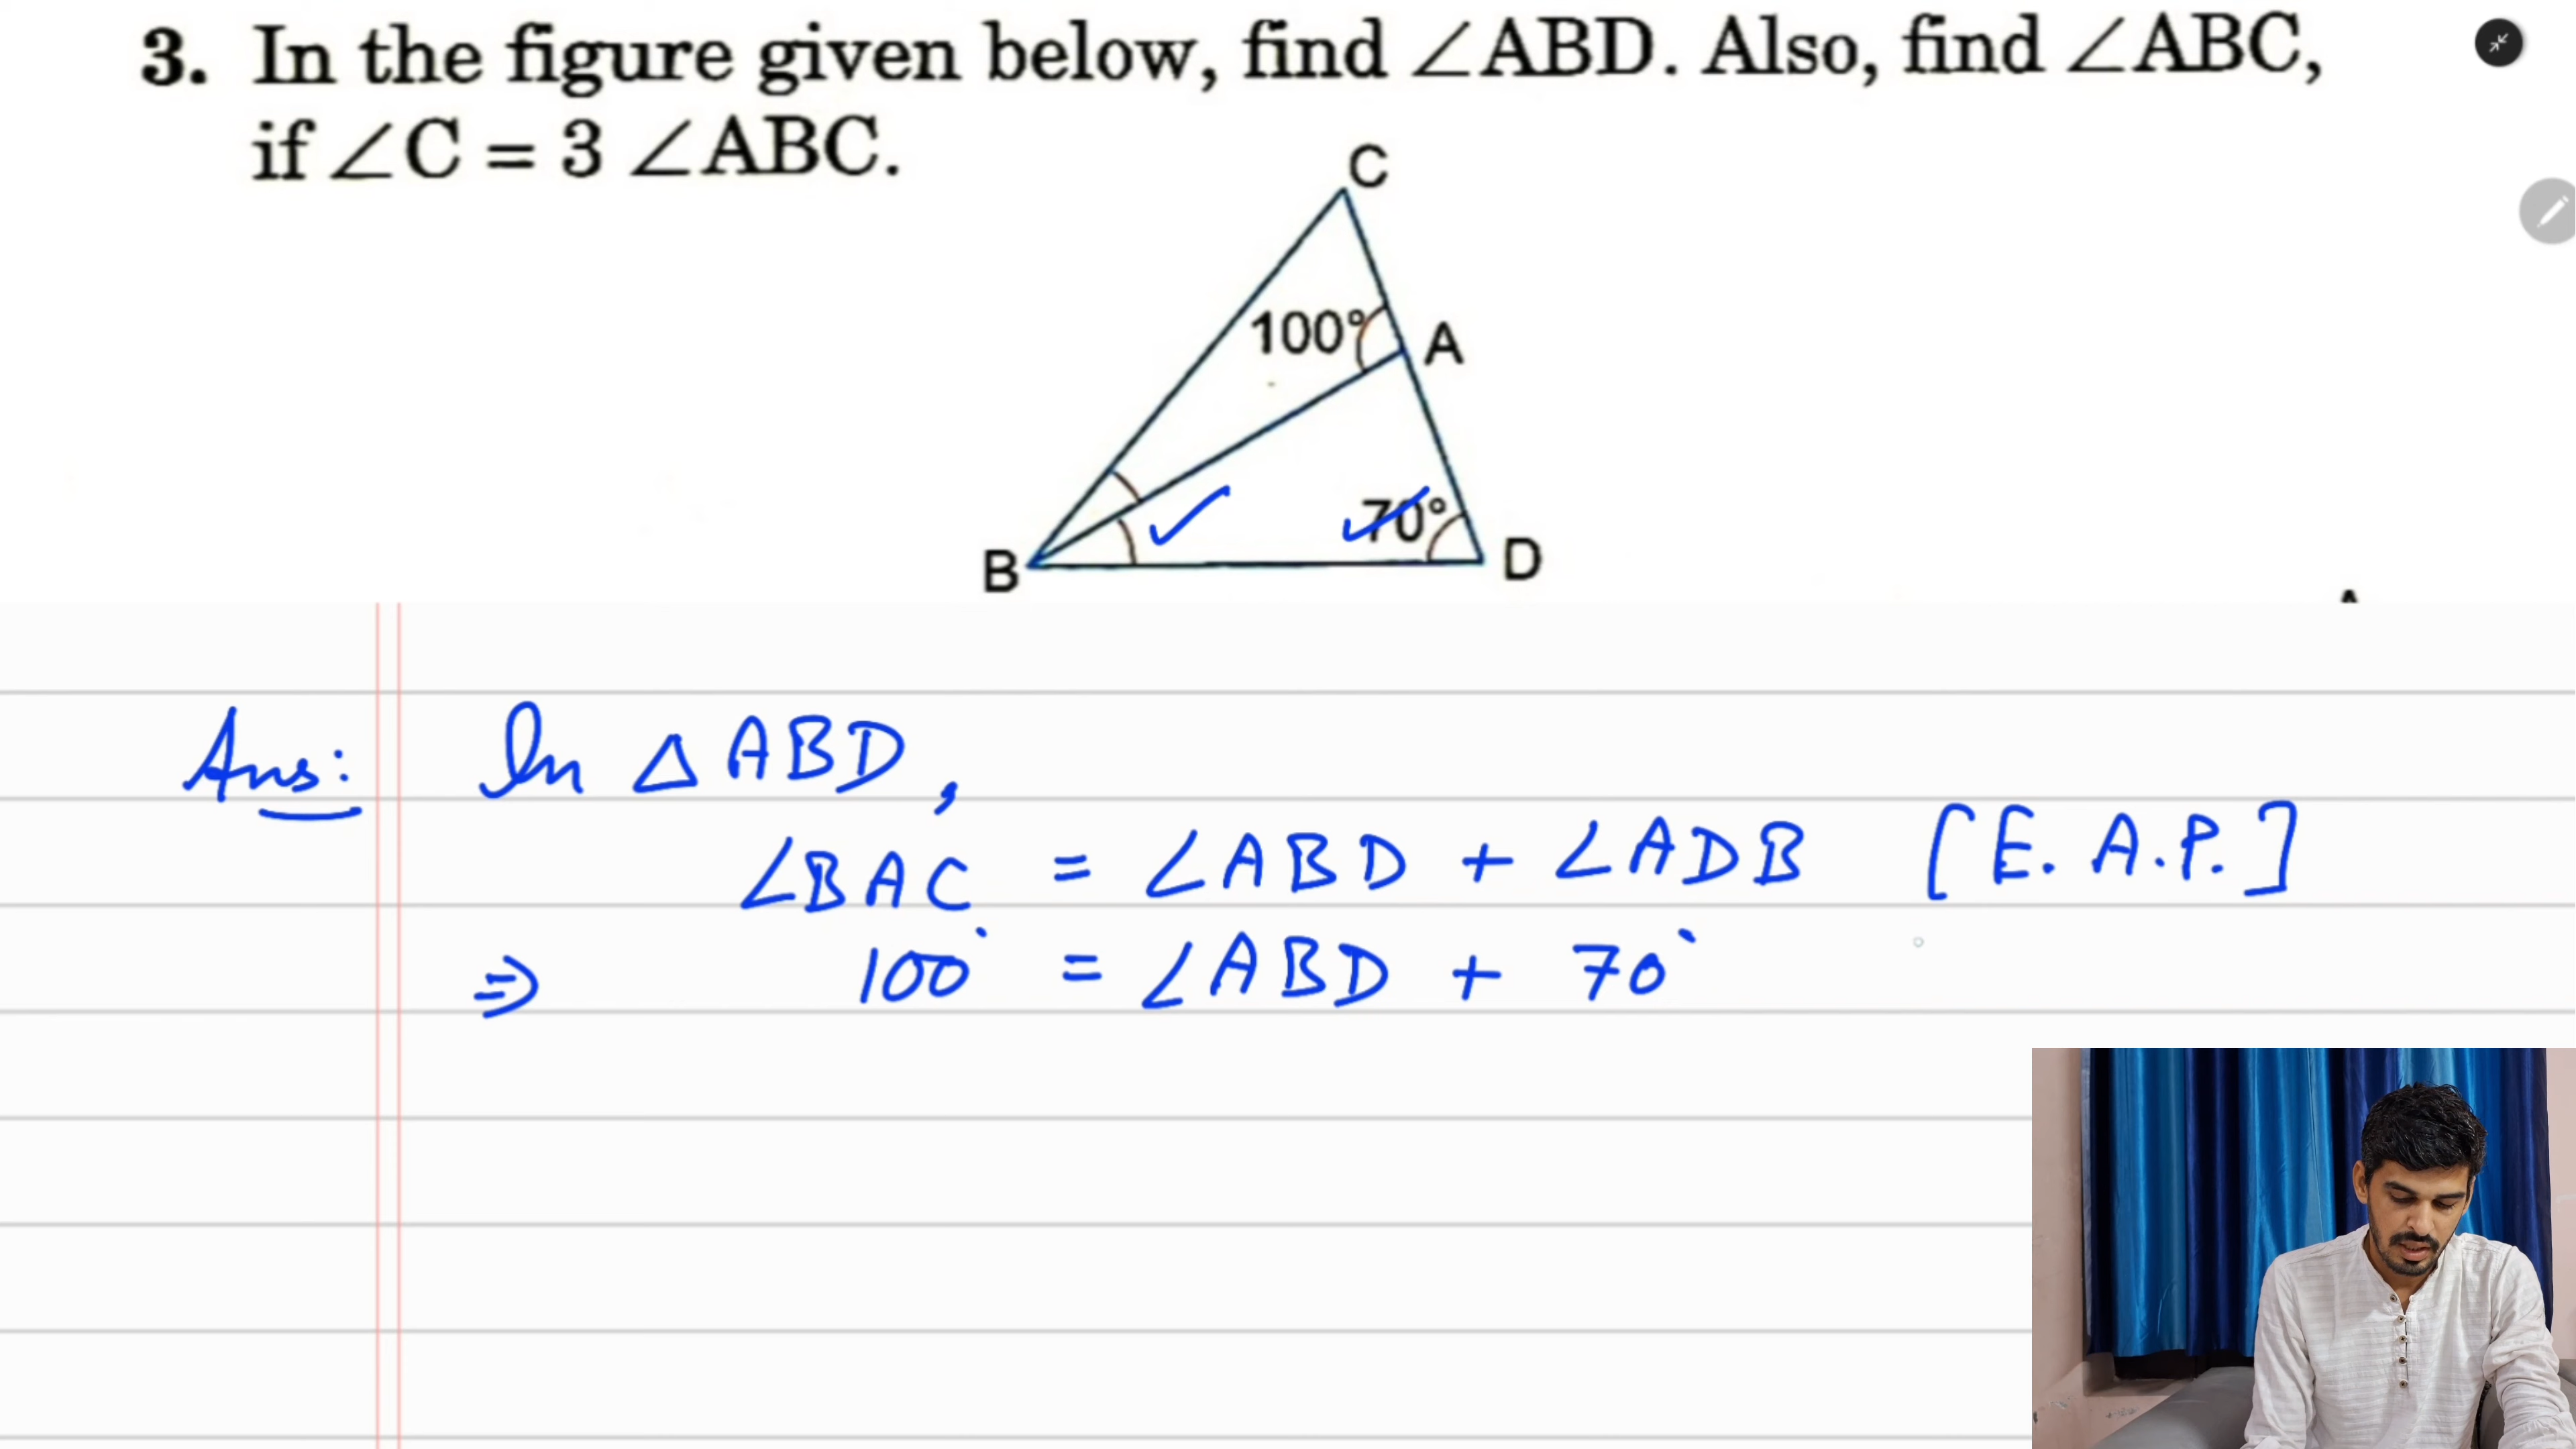 3. In the figure given below, find ∠ABD. Also, find ∠ABC,
if ∠C = 3 ∠ABC.
C
100°
A
70°
B
D
Ans: In △ ABD,
∠BAC = ∠ABD + ∠ADB [E. A.P.]
⇒ 100° = ∠ABD + 70°